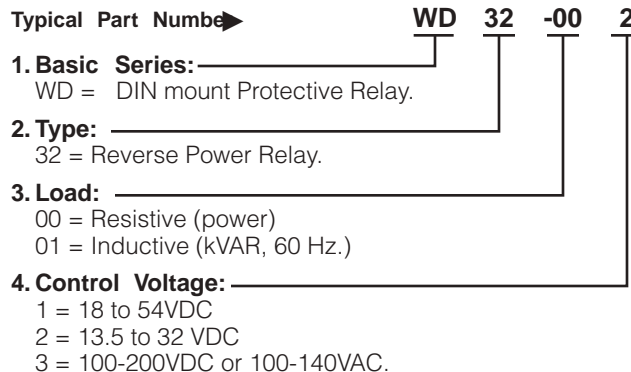 Typical Part Numbe WD 32 -00 2
1. Basic Series:
WD = DIN mount Protective Relay.
2. Type:
32 = Reverse Power Relay.
3. Load:
00 = Resistive (power)
01 = Inductive (kVAR, 60 Hz.)
4. Control Voltage:
1 = 18 to 54VDC
2 = 13.5 to 32 VDC
3 = 100-200VDC or 100-140VAC.